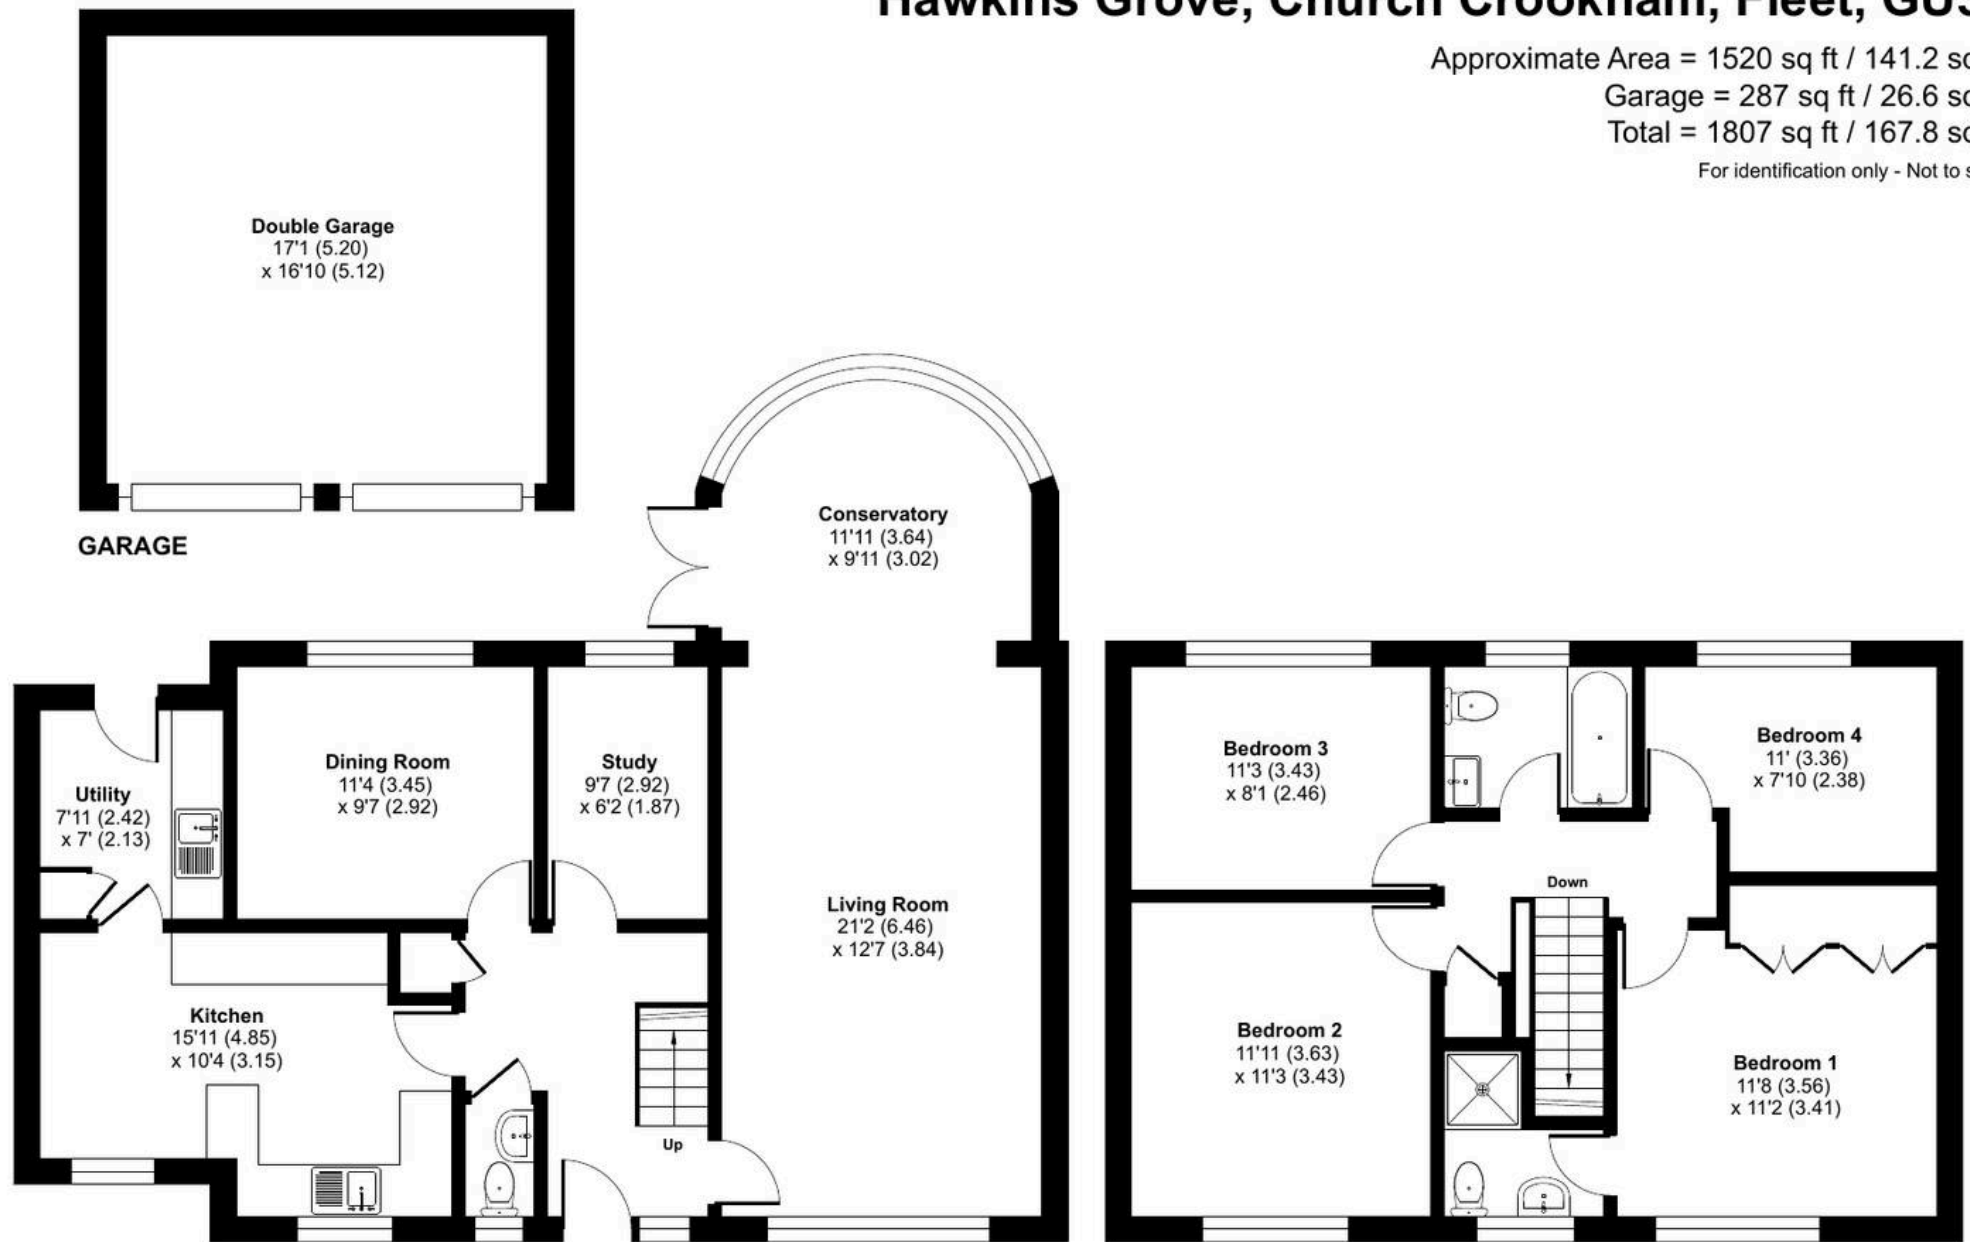 Approximate Area = 1520 sq ft / 141.2
Garage = 287 sq ft / 26.6
Total = 1807 sq ft / 167.8
For identification only - Not to
Double Garage
17'1 (5.20)
x 16'10 (5.12)
GARAGE
Conservatory
11'11 (3.64)
x 9'11 (3.02)
Utility
7'11 (2.42)
x 7' (2.13)
Dining Room
11'4 (3.45)
x 9'7 (2.92)
Study
9'7 (2.92)
x 6'2 (1.87)
Living Room
21'2 (6.46)
x 12'7 (3.84)
Kitchen
15'11 (4.85)
x 10'4 (3.15)
Up
Bedroom 3
11'3 (3.43)
x 8'1 (2.46)
Bedroom 4
11' (3.36)
x 7'10 (2.38)
Down
Bedroom 2
11'11 (3.63)
x 11'3 (3.43)
Bedroom 1
11'8 (3.56)
x 11'2 (3.41)